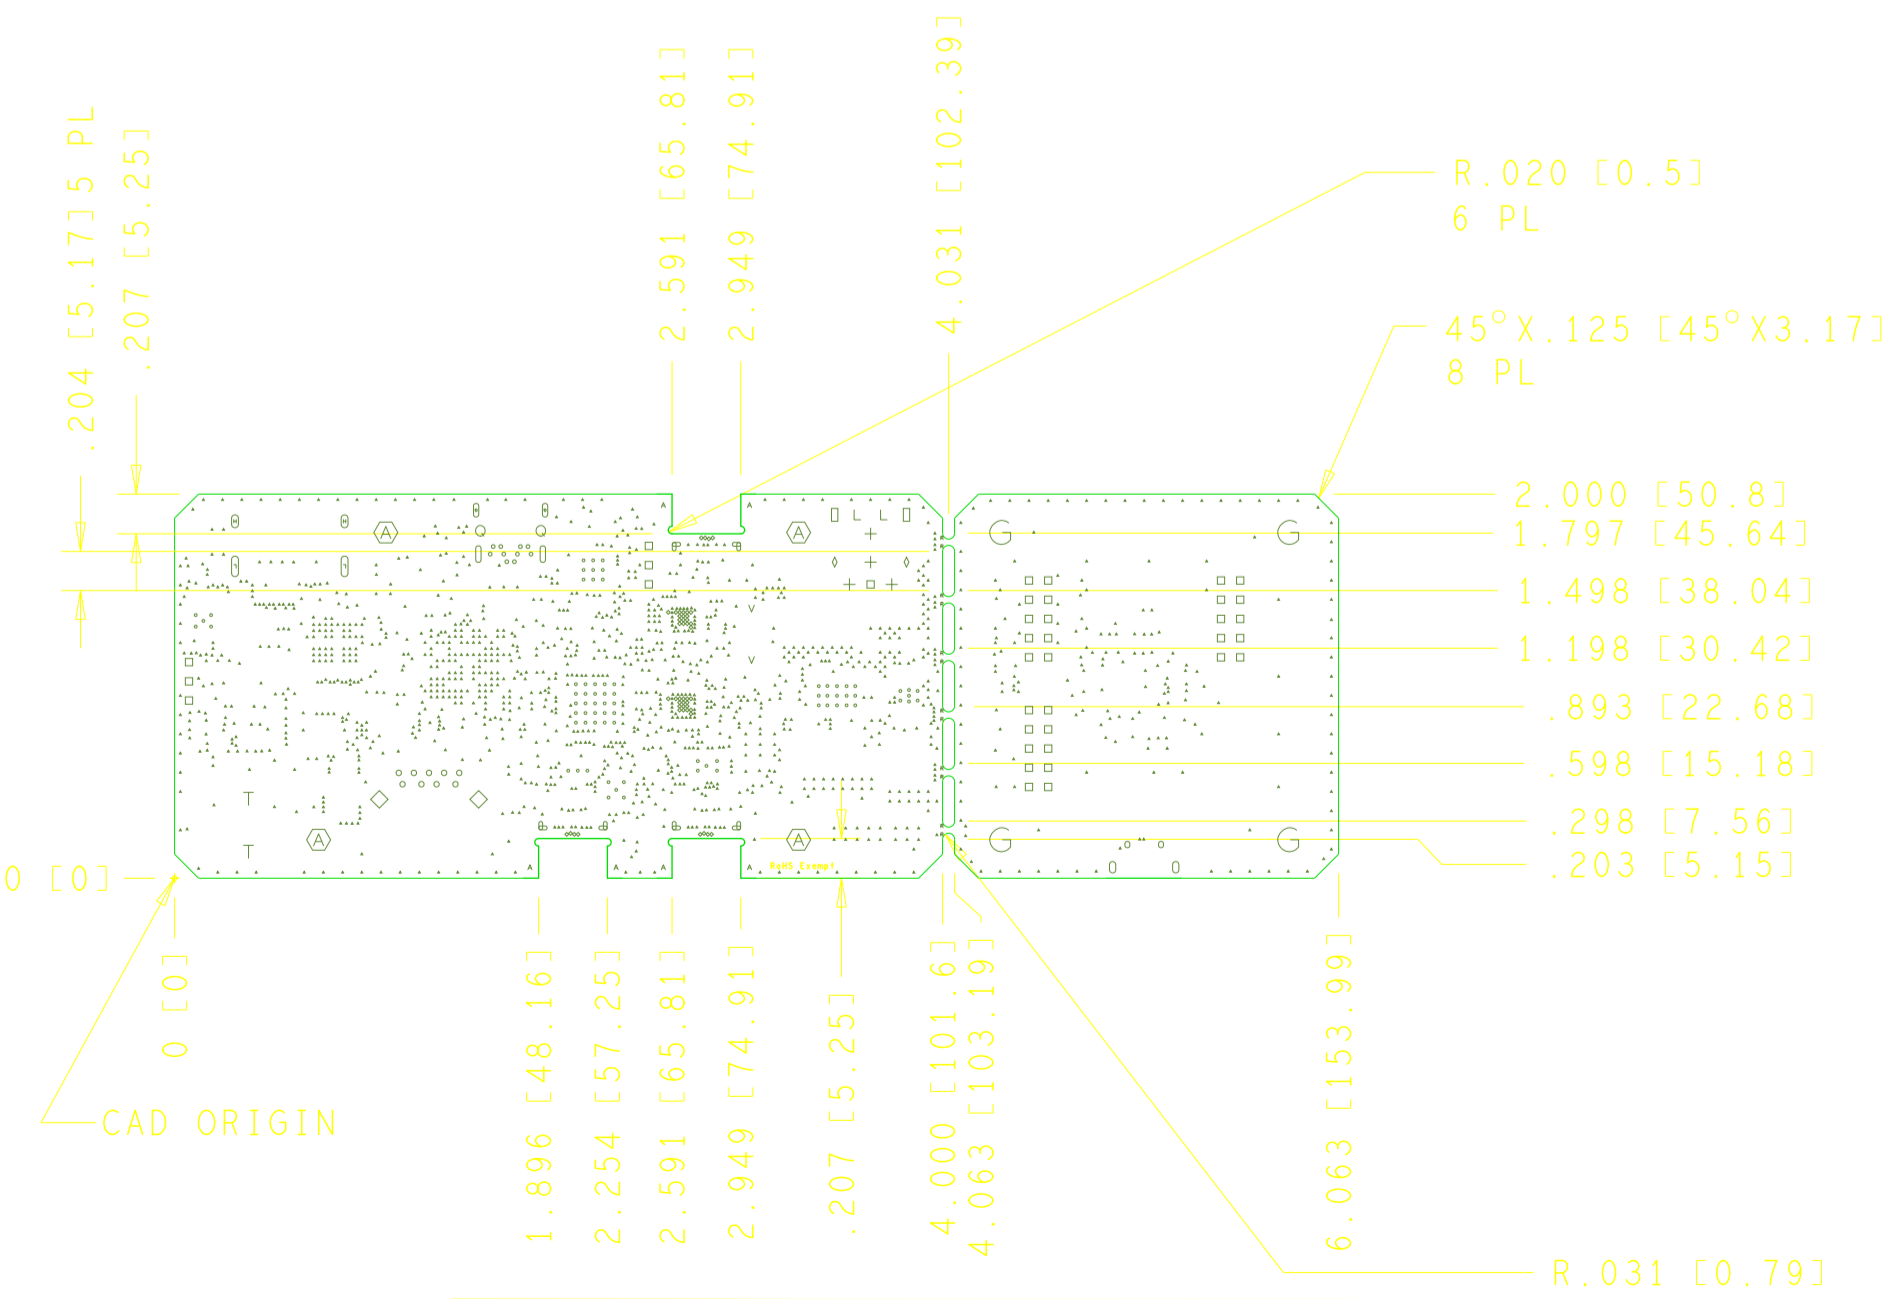 4.031 [102.39]
2.591 [65.81]
2.949 [74.91]
.204 [5.17]5 PL
.207 [5.25]
R.020 [0.5]
6 PL
45°X.125 [45°X3.17]
8 PL
2.000 [50.8]
1.797 [45.64]
1.498 [38.04]
1.198 [30.42]
.893 [22.68]
.598 [15.18]
.298 [7.56]
.203 [5.15]
A
A
A
A
G
G
L
L
T
T
A
A
G
G
A
A
A
A
RoHS Exempt
0 [0]
0 [0]
CAD ORIGIN
1.896 [48.16]
2.254 [57.25]
2.591 [65.81]
2.949 [74.91]
.207 [5.25]
4.000 [101.6]
4.063 [103.19]
6.063 [153.99]
R.031 [0.79]